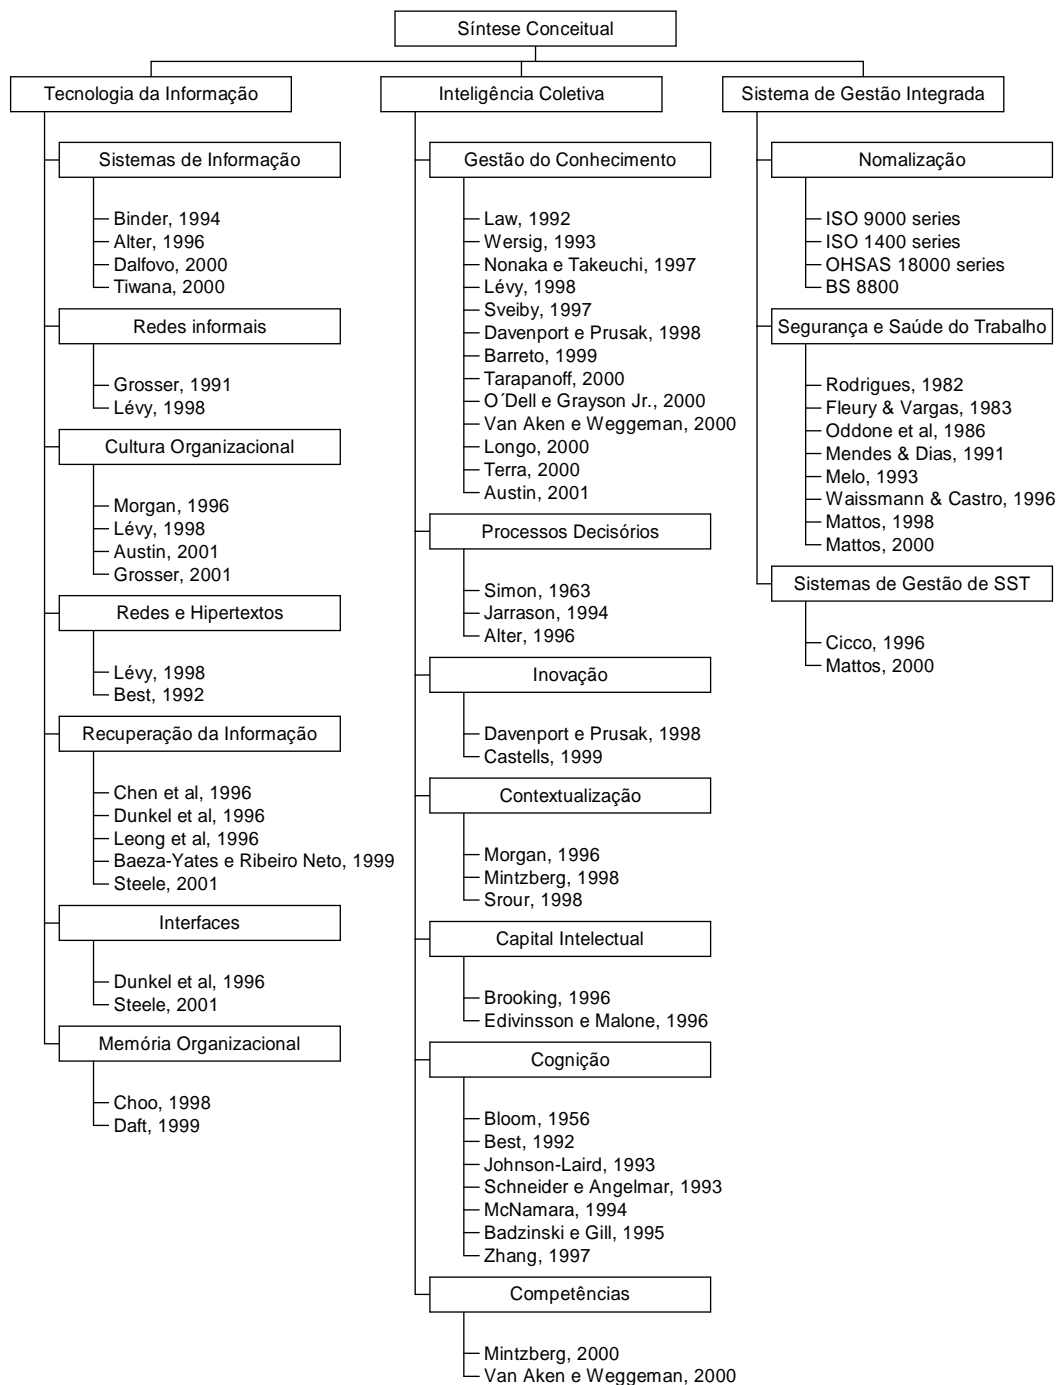 Síntese Conceitual
Tecnologia da Informação
Sistemas de Informação
Binder, 1994
Alter, 1996
Dalfovo, 2000
Tiwana, 2000
Redes informais
Grosser, 1991
Lévy, 1998
Cultura Organizacional
Morgan, 1996
Lévy, 1998
Austin, 2001
Grosser, 2001
Redes e Hipertextos
Lévy, 1998
Best, 1992
Recuperação da Informação
Chen et al, 1996
Dunkel et al, 1996
Leong et al, 1996
Baeza-Yates e Ribeiro Neto, 1999
Steele, 2001
Interfaces
Dunkel et al, 1996
Steele, 2001
Memória Organizacional
Choo, 1998
Daft, 1999
Inteligência Coletiva
Gestão do Conhecimento
Law, 1992
Wersig, 1993
Nonaka e Takeuchi, 1997
Lévy, 1998
Sveiby, 1997
Davenport e Prusak, 1998
Barreto, 1999
Tarapanoff, 2000
O´Dell e Grayson Jr., 2000
Van Aken e Weggeman, 2000
Longo, 2000
Terra, 2000
Austin, 2001
Processos Decisórios
Simon, 1963
Jarrason, 1994
Alter, 1996
Inovação
Davenport e Prusak, 1998
Castells, 1999
Contextualização
Morgan, 1996
Mintzberg, 1998
Srour, 1998
Capital Intelectual
Brooking, 1996
Edivinsson e Malone, 1996
Cognição
Bloom, 1956
Best, 1992
Johnson-Laird, 1993
Schneider e Angelmar, 1993
McNamara, 1994
Badzinski e Gill, 1995
Zhang, 1997
Competências
Mintzberg, 2000
Van Aken e Weggeman, 2000
Sistema de Gestão Integrada
Nomalização
ISO 9000 series
ISO 1400 series
OHSAS 18000 series
BS 8800
Segurança e Saúde do Trabalho
Rodrigues, 1982
Fleury & Vargas, 1983
Oddone et al, 1986
Mendes & Dias, 1991
Melo, 1993
Waissmann & Castro, 1996
Mattos, 1998
Mattos, 2000
Sistemas de Gestão de SST
Cicco, 1996
Mattos, 2000